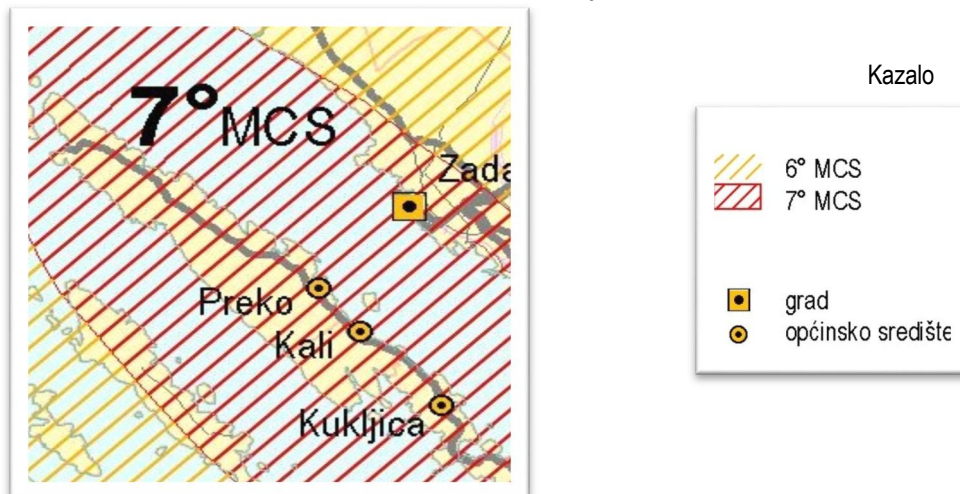 7° MCS
Zada
Preko
Kali
Kukljica
Kazalo
6° MCS
7° MCS
grad
općinsko središte